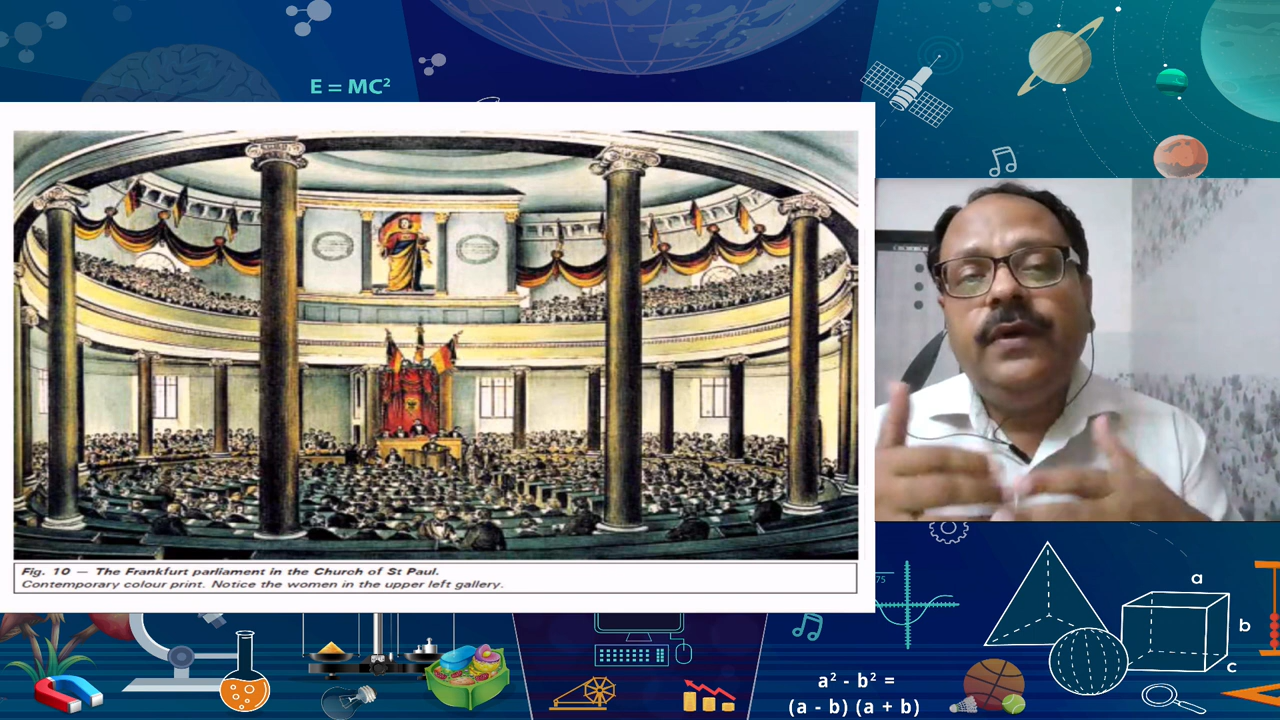 E = MC²
Fig. 10 — The Frankfurt parliament in the Church of St Paul.
Contemporary colour print. Notice the women in the upper left gallery.
75
a
b
c
a² - b² =
(a - b) (a + b)